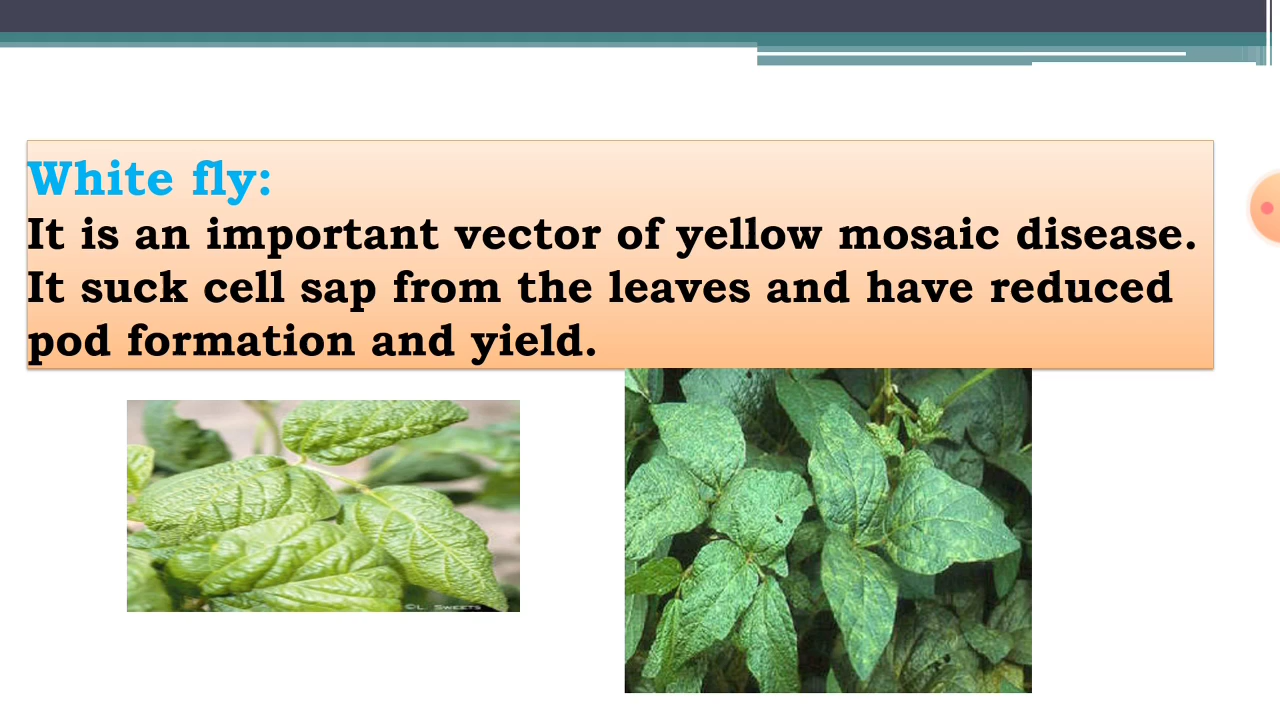 White fly:
It is an important vector of yellow mosaic disease.
It suck cell sap from the leaves and have reduced
pod formation and yield.
©L. Sweets